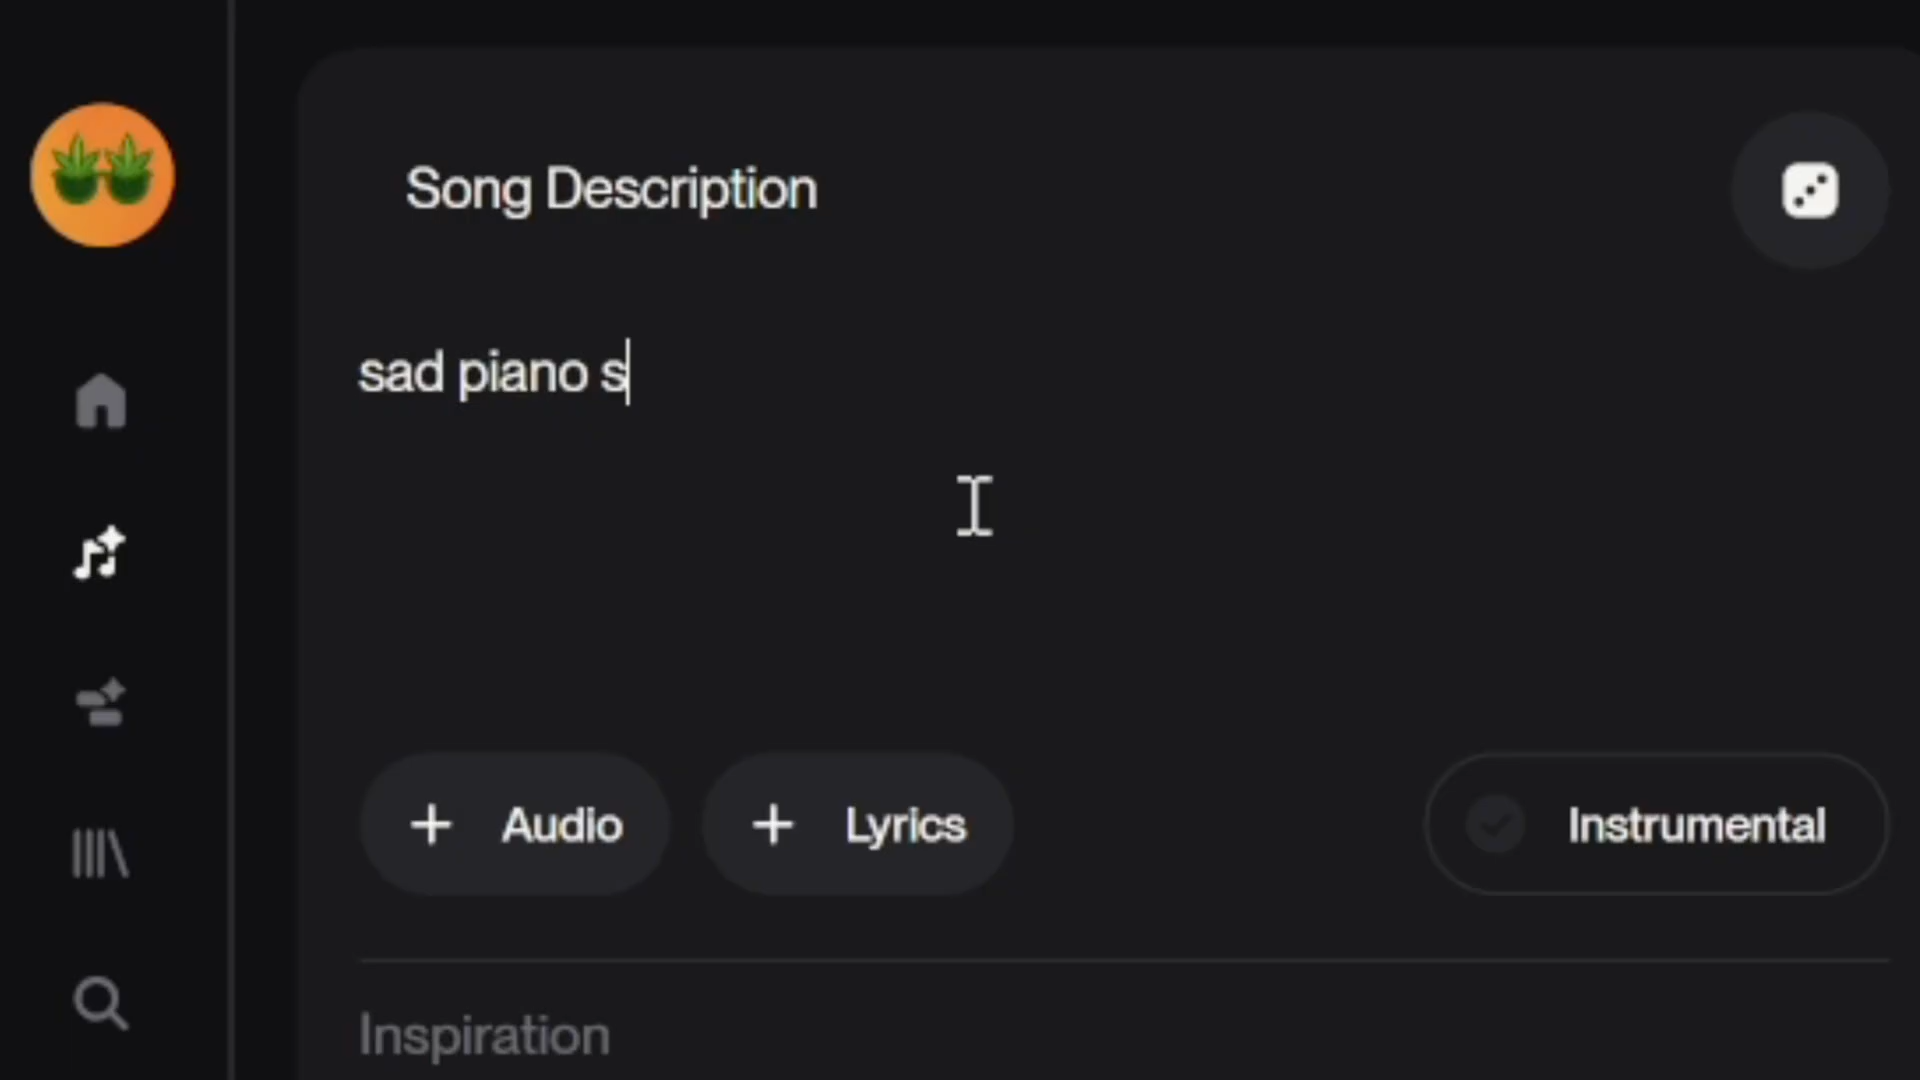 Song Description
sad piano s
+ Audio
+ Lyrics
Instrumental
Inspiration